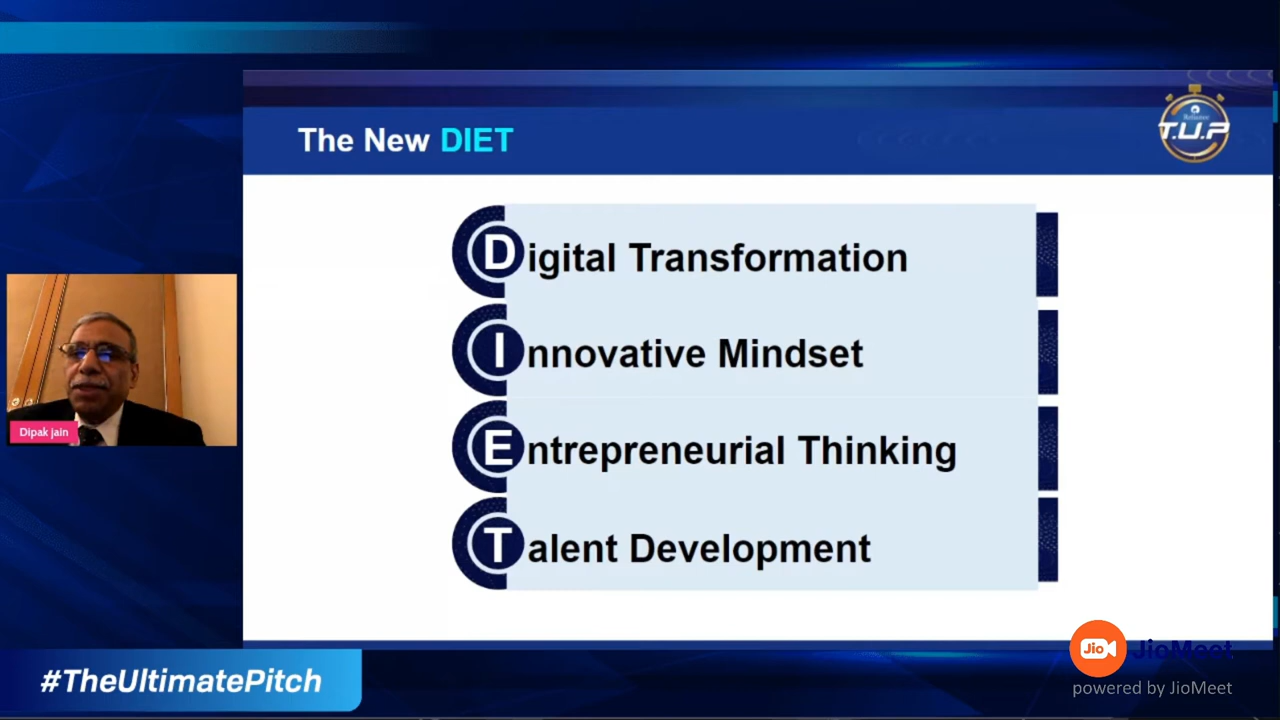 The New DIET
Reliance
T.U.P
Digital Transformation
Innovative Mindset
Entrepreneurial Thinking
Talent Development
Dipak jain
#TheUltimatePitch
Jio
JioMeet
powered by JioMeet